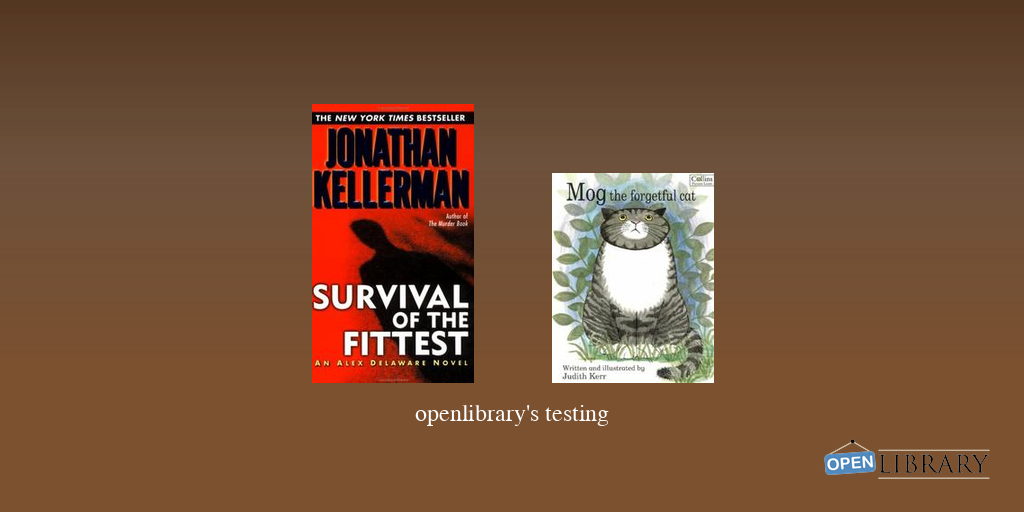 THE NEW YORK TIMES BESTSELLER
JONATHAN
KELLERMAN
Author of
The Murder Book
SURVIVAL
OF THE
FITTEST
AN ALEX DELAWARE NOVEL
Collins
Mog the forgetful cat
Written and illustrated by
Judith Kerr
openlibrary's testing
OPEN LIBRARY